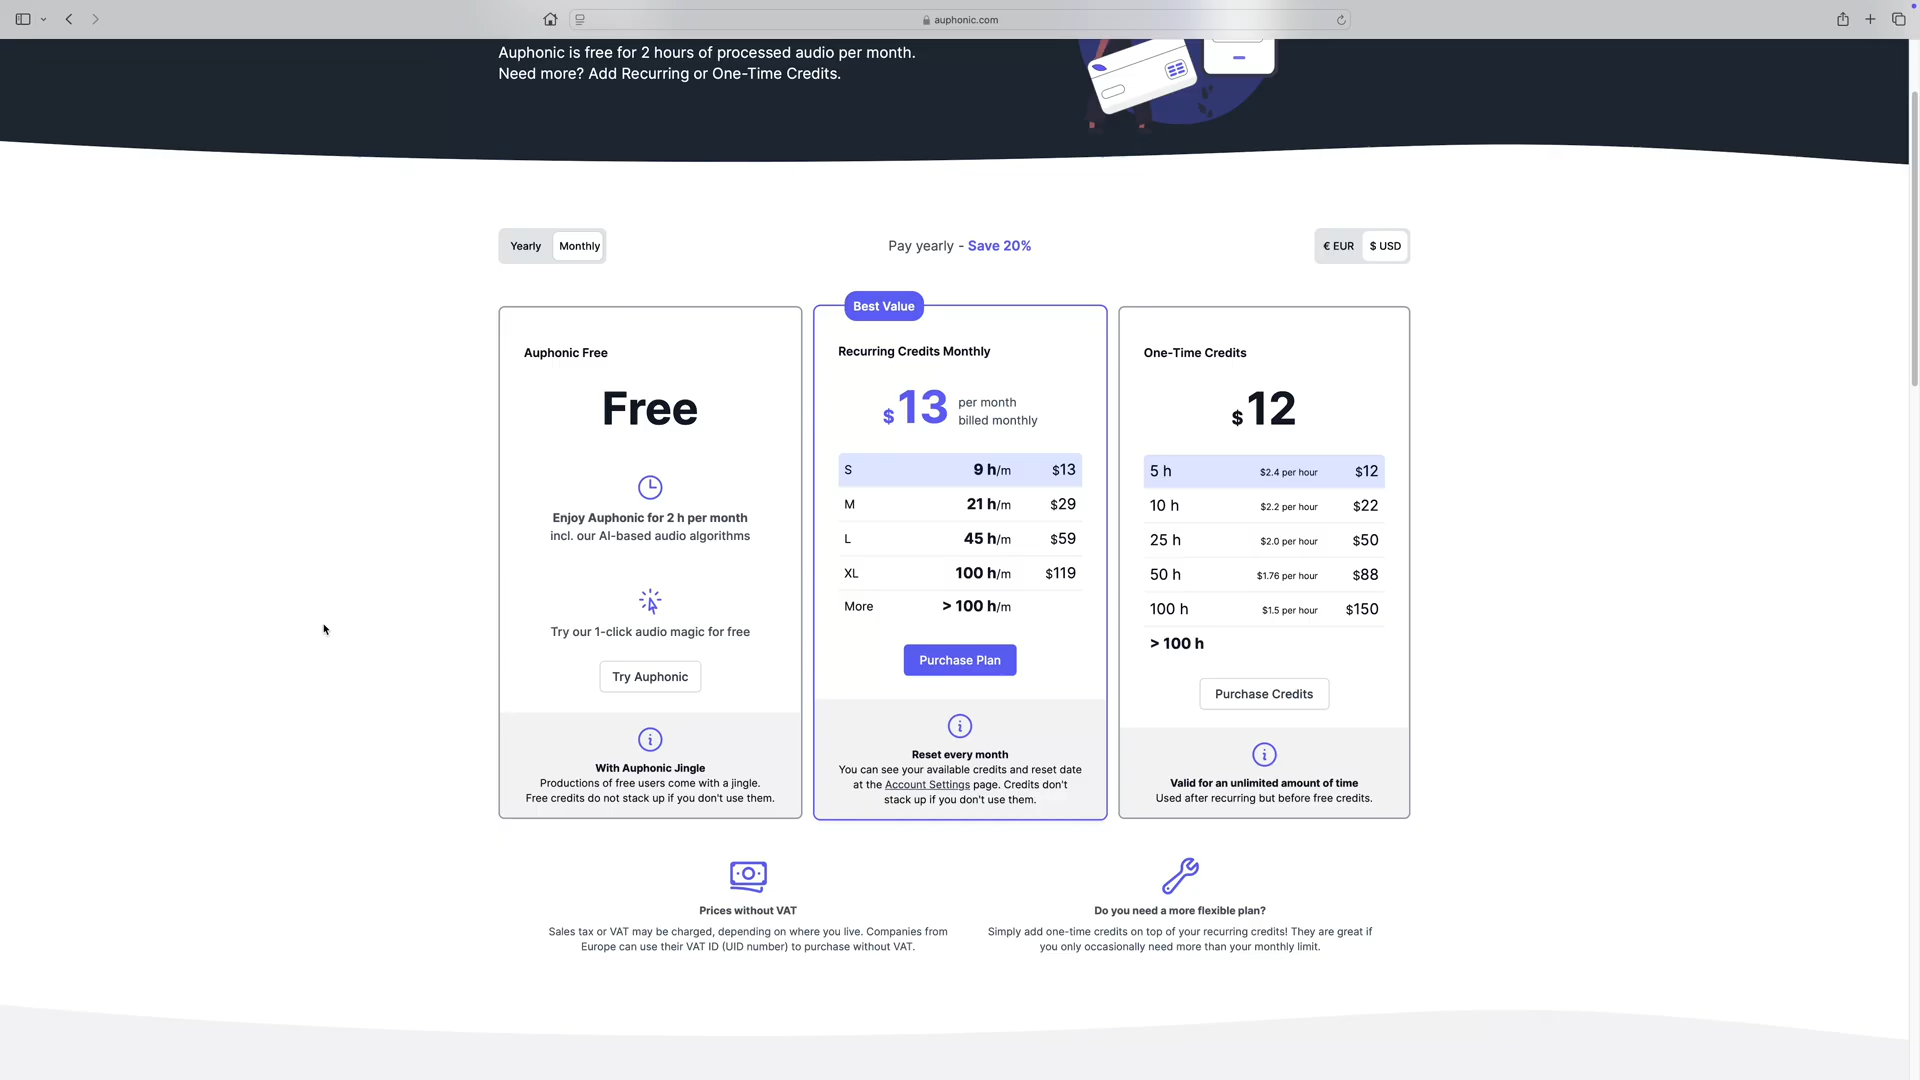 auphonic.com
Auphonic is free for 2 hours of processed audio per month.
Need more? Add Recurring or One-Time Credits.
Yearly
Monthly
Pay yearly - Save 20%
€ EUR
$ USD
Auphonic Free
Free
Enjoy Auphonic for 2 h per month
incl. our AI-based audio algorithms
Try our 1-click audio magic for free
Try Auphonic
With Auphonic Jingle
Productions of free users come with a jingle.
Free credits do not stack up if you don't use them.
Best Value
Recurring Credits Monthly
$ 13
per month
billed monthly
S 9 h/m $13
M 21 h/m $29
L 45 h/m $59
XL 100 h/m $119
More > 100 h/m
Purchase Plan
Reset every month
You can see your available credits and reset date
at the Account Settings page. Credits don't
stack up if you don't use them.
One-Time Credits
$ 12
5 h $2.4 per hour $12
10 h $2.2 per hour $22
25 h $2.0 per hour $50
50 h $1.76 per hour $88
100 h $1.5 per hour $150
> 100 h
Purchase Credits
Valid for an unlimited amount of time
Used after recurring but before free credits.
Prices without VAT
Sales tax or VAT may be charged, depending on where you live. Companies from
Europe can use their VAT ID (UID number) to purchase without VAT.
Do you need a more flexible plan?
Simply add one-time credits on top of your recurring credits! They are great if
you only occasionally need more than your monthly limit.